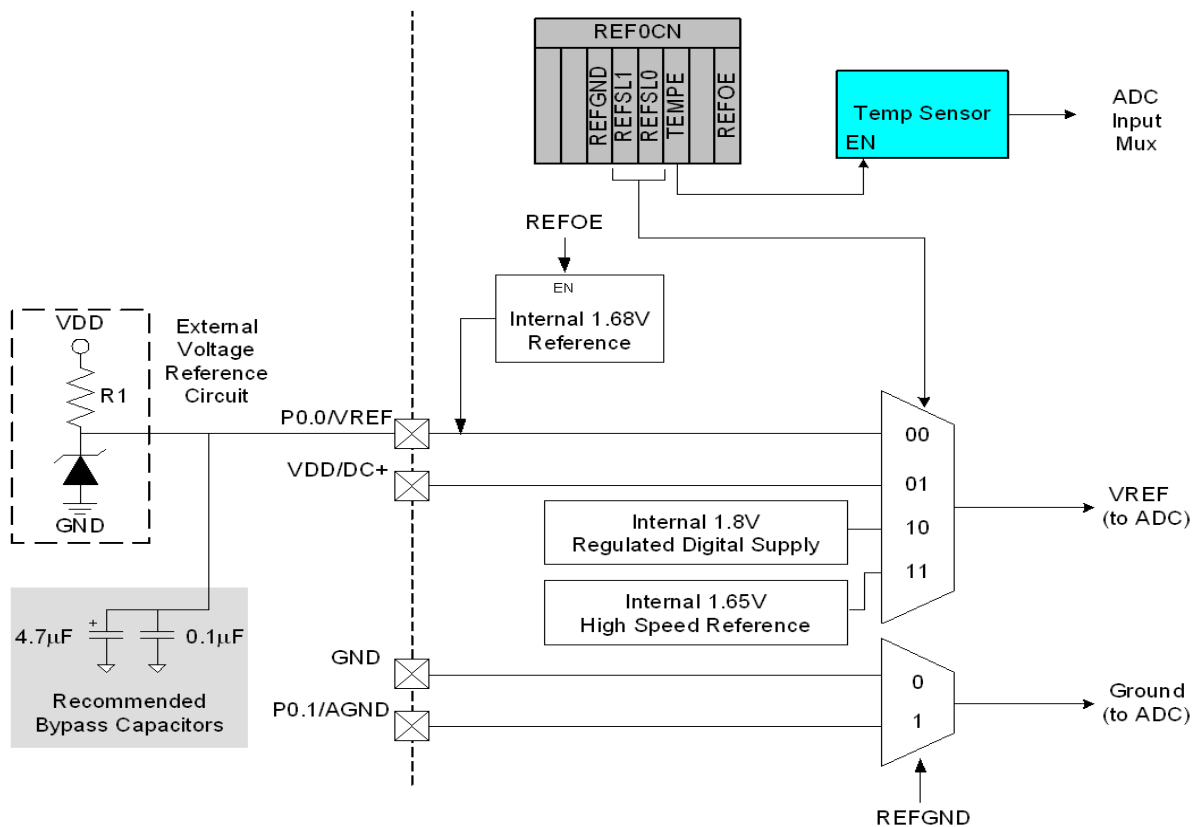 REF0CN
REFGND
REFSL1
REFSL0
TEMPE
REFOE
Temp Sensor
EN
ADC
Input
Mux
REFOE
EN
Internal 1.68V
Reference
VDD
R1
GND
External
Voltage
Reference
Circuit
P0.0/VREF
VDD/DC+
00
01
10
11
Internal 1.8V
Regulated Digital Supply
Internal 1.65V
High Speed Reference
VREF
(to ADC)
+
4.7µF
0.1µF
Recommended
Bypass Capacitors
GND
P0.1/AGND
0
1
Ground
(to ADC)
REFGND